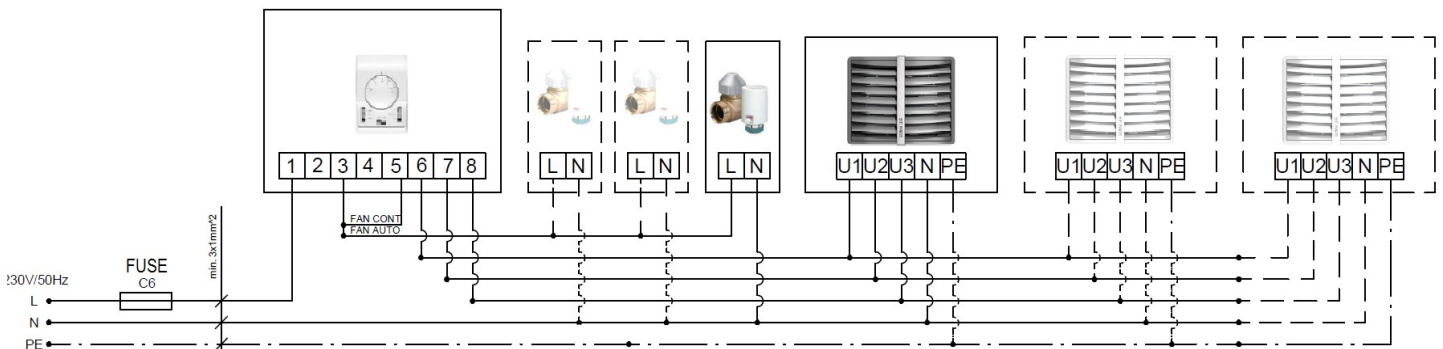 1 2 3 4 5 6 7 8
L N
L N
L N
U1 U2 U3 N PE
U1 U2 U3 N PE
U1 U2 U3 N PE
FAN CONT
FAN AUTO
min. 3x1mm^2
FUSE
C6
230V/50Hz
L
N
PE